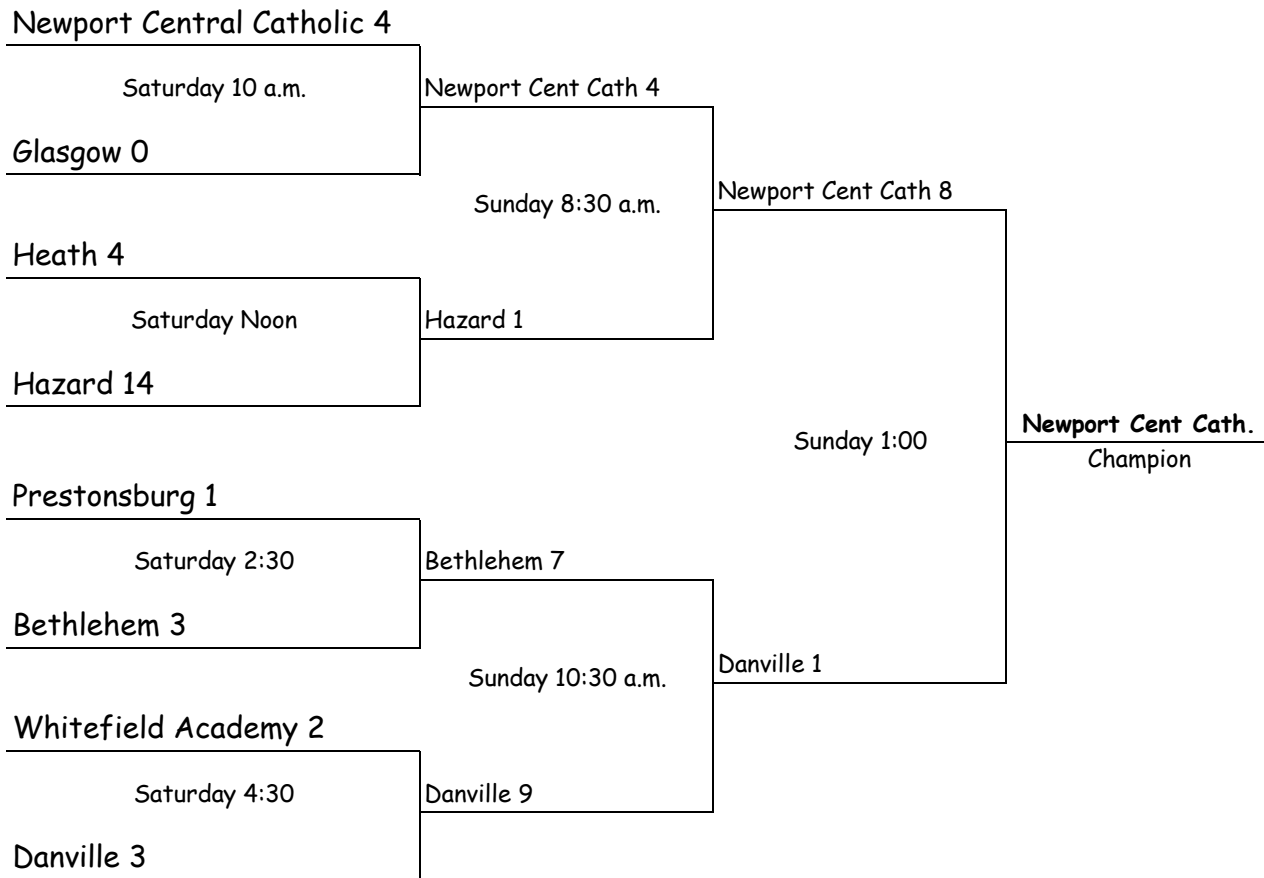 Newport Central Catholic 4
Saturday 10 a.m.
Newport Cent Cath 4
Glasgow 0
Sunday 8:30 a.m.
Newport Cent Cath 8
Heath 4
Saturday Noon
Hazard 1
Hazard 14
Sunday 1:00
Newport Cent Cath.
Champion
Prestonsburg 1
Saturday 2:30
Bethlehem 7
Bethlehem 3
Sunday 10:30 a.m.
Danville 1
Whitefield Academy 2
Saturday 4:30
Danville 9
Danville 3